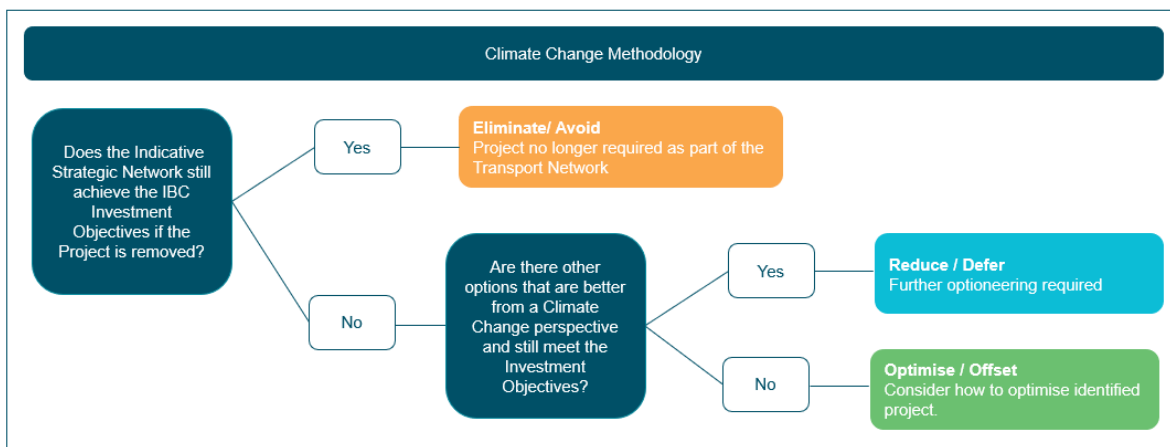 Climate Change Methodology
Does the Indicative
Strategic Network still
achieve the IBC
Investment
Objectives if the
Project is removed?
Yes
Eliminate/ Avoid
Project no longer required as part of the
Transport Network
No
Are there other
options that are better
from a Climate
Change perspective
and still meet the
Investment
Objectives?
Yes
Reduce / Defer
Further optioneering required
No
Optimise / Offset
Consider how to optimise identified
project.